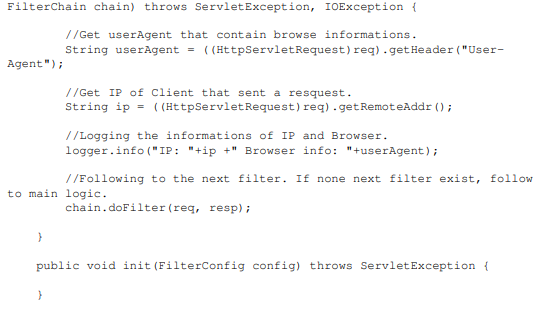 FilterChain chain) throws ServletException, IOException {
//Get userAgent that contain browse informations.
String userAgent = ((HttpServletRequest)req).getHeader("User-
Agent");
//Get IP of Client that sent a resquest.
String ip = ((HttpServletRequest)req).getRemoteAddr();
//Logging the informations of IP and Browser.
logger.info("IP: "+ip +" Browser info: "+userAgent);
//Following to the next filter. If none next filter exist, follow
to main logic.
chain.doFilter(req, resp);
}
public void init(FilterConfig config) throws ServletException {
}